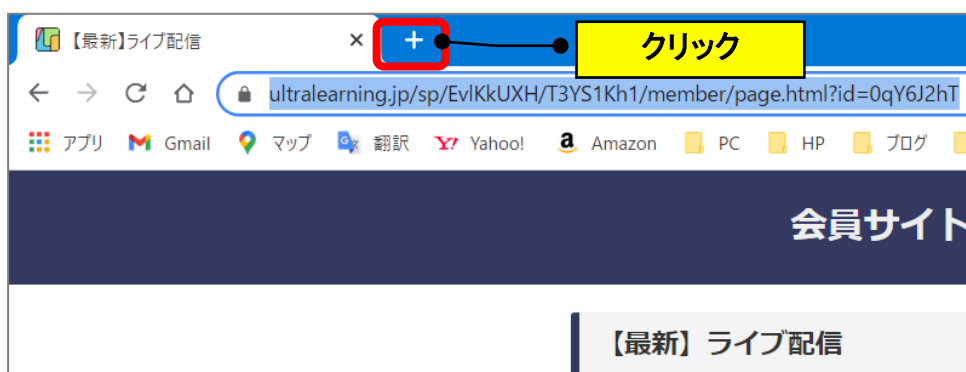 【最新】ライブ配信
クリック
ultralearning.jp/sp/EvlKkUXH/T3YS1Kh1/member/page.html?id=0qY6J2hT
アプリ Gmail マップ 翻訳 Yahoo! Amazon PC HP ブログ
会員サイト
【最新】ライブ配信